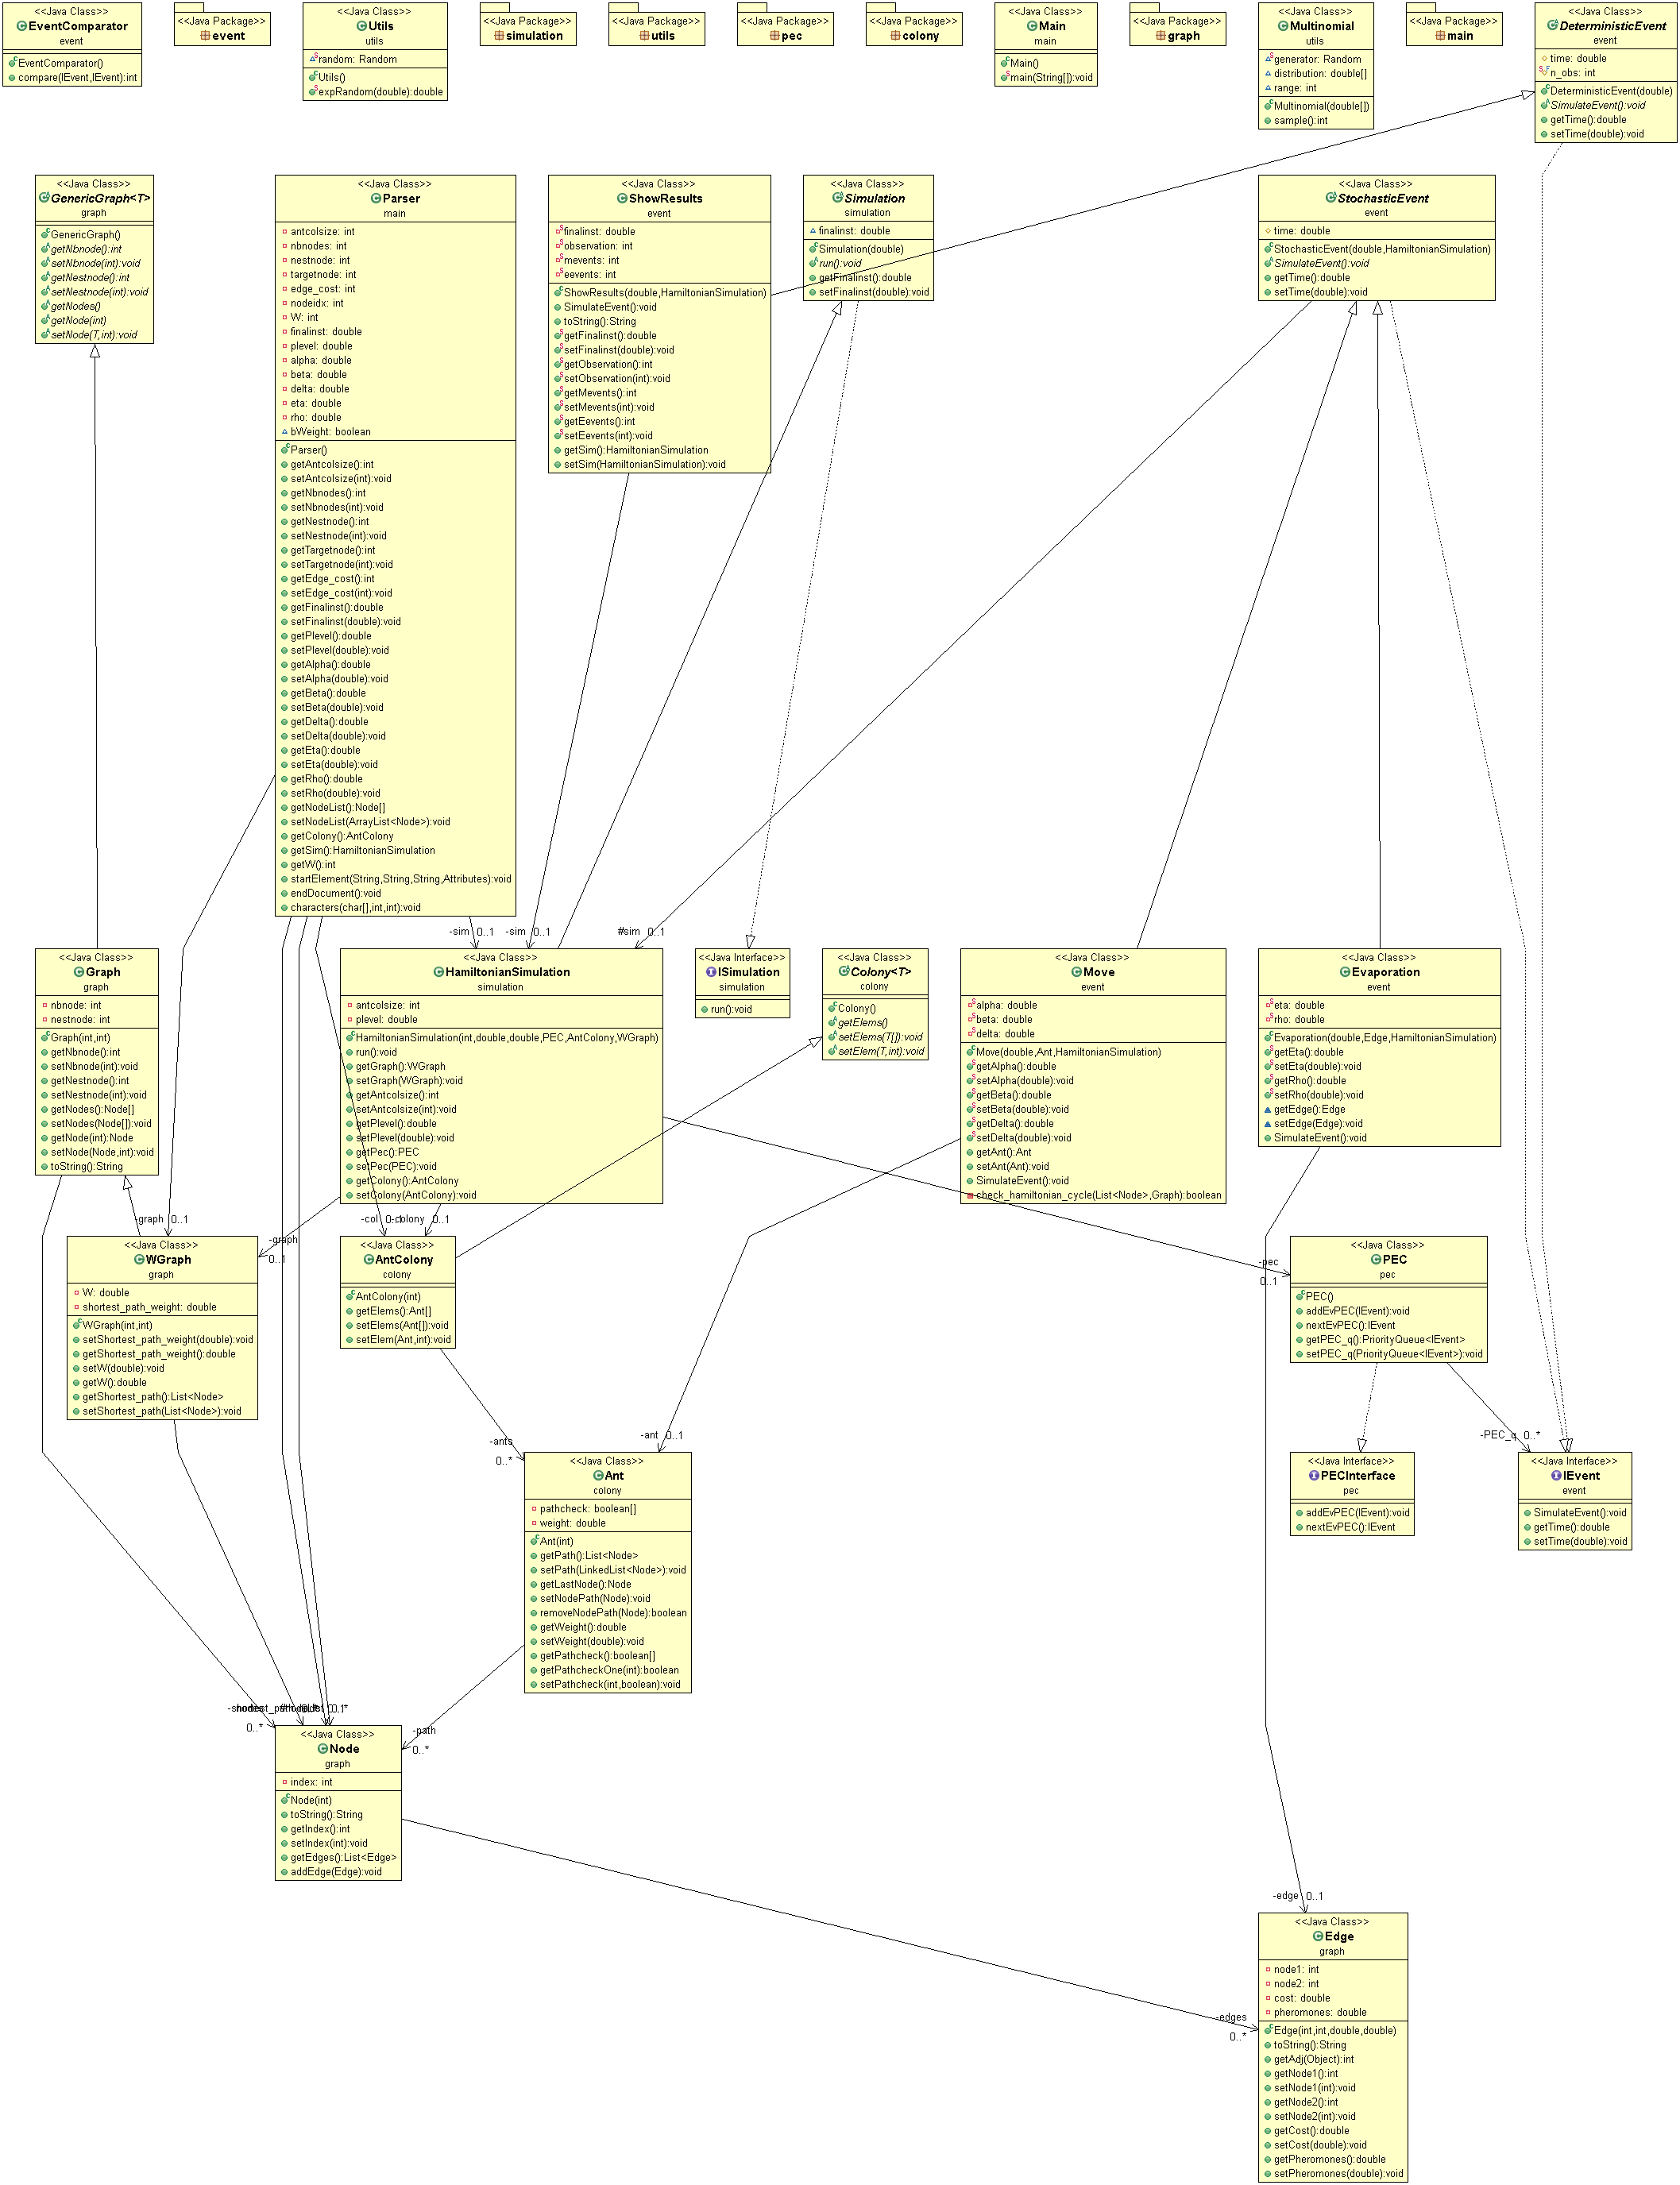 <<Java Class>>
EventComparator
event
EventComparator()
compare(IEvent,IEvent):int
<<Java Package>>
event
<<Java Class>>
Utils
utils
random: Random
Utils()
expRandom(double):double
<<Java Package>>
simulation
<<Java Package>>
utils
<<Java Package>>
pec
<<Java Package>>
colony
<<Java Class>>
Main
main
Main()
main(String[]):void
<<Java Package>>
graph
<<Java Class>>
Multinomial
utils
generator: Random
distribution: double[]
range: int
Multinomial(double[])
sample():int
<<Java Package>>
main
<<Java Class>>
DeterministicEvent
event
time: double
n_obs: int
DeterministicEvent(double)
SimulateEvent():void
getTime():double
setTime(double):void
<<Java Class>>
GenericGraph<T>
graph
GenericGraph()
getNbnode():int
setNbnode(int):void
getNestnode():int
setNestnode(int):void
getNodes()
getNode(int)
setNode(T,int):void
<<Java Class>>
Parser
main
antcolsize: int
nbnodes: int
nestnode: int
targetnode: int
edge_cost: int
nodeidx: int
W: int
finalinst: double
plevel: double
alpha: double
beta: double
delta: double
eta: double
rho: double
bWeight: boolean
Parser()
getAntcolsize():int
setAntcolsize(int):void
getNbnodes():int
setNbnodes(int):void
getNestnode():int
setNestnode(int):void
getTargetnode():int
setTargetnode(int):void
getEdge_cost():int
setEdge_cost(int):void
getFinalinst():double
setFinalinst(double):void
getPlevel():double
setPlevel(double):void
getAlpha():double
setAlpha(double):void
getBeta():double
setBeta(double):void
getDelta():double
setDelta(double):void
getEta():double
setEta(double):void
getRho():double
setRho(double):void
getNodeList():Node[]
setNodeList(ArrayList<Node>):void
getColony():AntColony
getSim():HamiltonianSimulation
getW():int
startElement(String,String,String,Attributes):void
endDocument():void
characters(char[],int,int):void
<<Java Class>>
ShowResults
event
finalinst: double
observation: int
mevents: int
eevents: int
ShowResults(double,HamiltonianSimulation)
SimulateEvent():void
toString():String
getFinalinst():double
setFinalinst(double):void
getObservation():int
setObservation(int):void
getMevents():int
setMevents(int):void
getEevents():int
setEevents(int):void
getSim():HamiltonianSimulation
setSim(HamiltonianSimulation):void
<<Java Class>>
Simulation
simulation
finalinst: double
Simulation(double)
run():void
getFinalinst():double
setFinalinst(double):void
<<Java Class>>
StochasticEvent
event
time: double
StochasticEvent(double,HamiltonianSimulation)
SimulateEvent():void
getTime():double
setTime(double):void
-sim 0..1
-sim 0..1
#sim 0..1
<<Java Class>>
Graph
graph
nbnode: int
nestnode: int
Graph(int,int)
getNbnode():int
setNbnode(int):void
getNestnode():int
setNestnode(int):void
getNodes():Node[]
setNodes(Node[]):void
getNode(int):Node
setNode(Node,int):void
toString():String
<<Java Class>>
HamiltonianSimulation
simulation
antcolsize: int
plevel: double
HamiltonianSimulation(int,double,double,PEC,AntColony,WGraph)
run():void
getGraph():WGraph
setGraph(WGraph):void
getAntcolsize():int
setAntcolsize(int):void
getPlevel():double
setPlevel(double):void
getPec():PEC
setPec(PEC):void
getColony():AntColony
setColony(AntColony):void
<<Java Interface>>
ISimulation
simulation
run():void
<<Java Class>>
Colony<T>
colony
Colony()
getElems()
setElems(T[]):void
setElem(T,int):void
<<Java Class>>
Move
event
alpha: double
beta: double
delta: double
Move(double,Ant,HamiltonianSimulation)
getAlpha():double
setAlpha(double):void
getBeta():double
setBeta(double):void
getDelta():double
setDelta(double):void
getAnt():Ant
setAnt(Ant):void
SimulateEvent():void
check_hamiltonian_cycle(List<Node>,Graph):boolean
<<Java Class>>
Evaporation
event
eta: double
rho: double
Evaporation(double,Edge,HamiltonianSimulation)
getEta():double
setEta(double):void
getRho():double
setRho(double):void
getEdge():Edge
setEdge(Edge):void
SimulateEvent():void
-graph 0..1
-graph
0..1
-colony 0..1
-pec
0..1
<<Java Class>>
WGraph
graph
W: double
shortest_path_weight: double
WGraph(int,int)
setShortest_path_weight(double):void
getShortest_path_weight():double
setW(double):void
getW():double
getShortest_path():List<Node>
setShortest_path(List<Node>):void
<<Java Class>>
AntColony
colony
AntColony(int)
getElems():Ant[]
setElems(Ant[]):void
setElem(Ant,int):void
<<Java Class>>
PEC
pec
PEC()
addEvPEC(IEvent):void
nextEvPEC():IEvent
getPEC_q():PriorityQueue<IEvent>
setPEC_q(PriorityQueue<IEvent>):void
-ants
0..*
-ant 0..1
-PEC_q 0..*
<<Java Class>>
Ant
colony
pathcheck: boolean[]
weight: double
Ant(int)
getPath():List<Node>
setPath(LinkedList<Node>):void
getLastNode():Node
setNodePath(Node):void
removeNodePath(Node):boolean
getWeight():double
setWeight(double):void
getPathcheck():boolean[]
getPathcheckOne(int):boolean
setPathcheck(int,boolean):void
<<Java Interface>>
PECInterface
pec
addEvPEC(IEvent):void
nextEvPEC():IEvent
<<Java Interface>>
IEvent
event
SimulateEvent():void
getTime():double
setTime(double):void
0..*
-path
0..*
<<Java Class>>
Node
graph
index: int
Node(int)
toString():String
getIndex():int
setIndex(int):void
getEdges():List<Edge>
addEdge(Edge):void
-edge 0..1
-edges
0..*
<<Java Class>>
Edge
graph
node1: int
node2: int
cost: double
pheromones: double
Edge(int,int,double,double)
toString():String
getAdj(Object):int
getNode1():int
setNode1(int):void
getNode2():int
setNode2(int):void
getCost():double
setCost(double):void
getPheromones():double
setPheromones(double):void